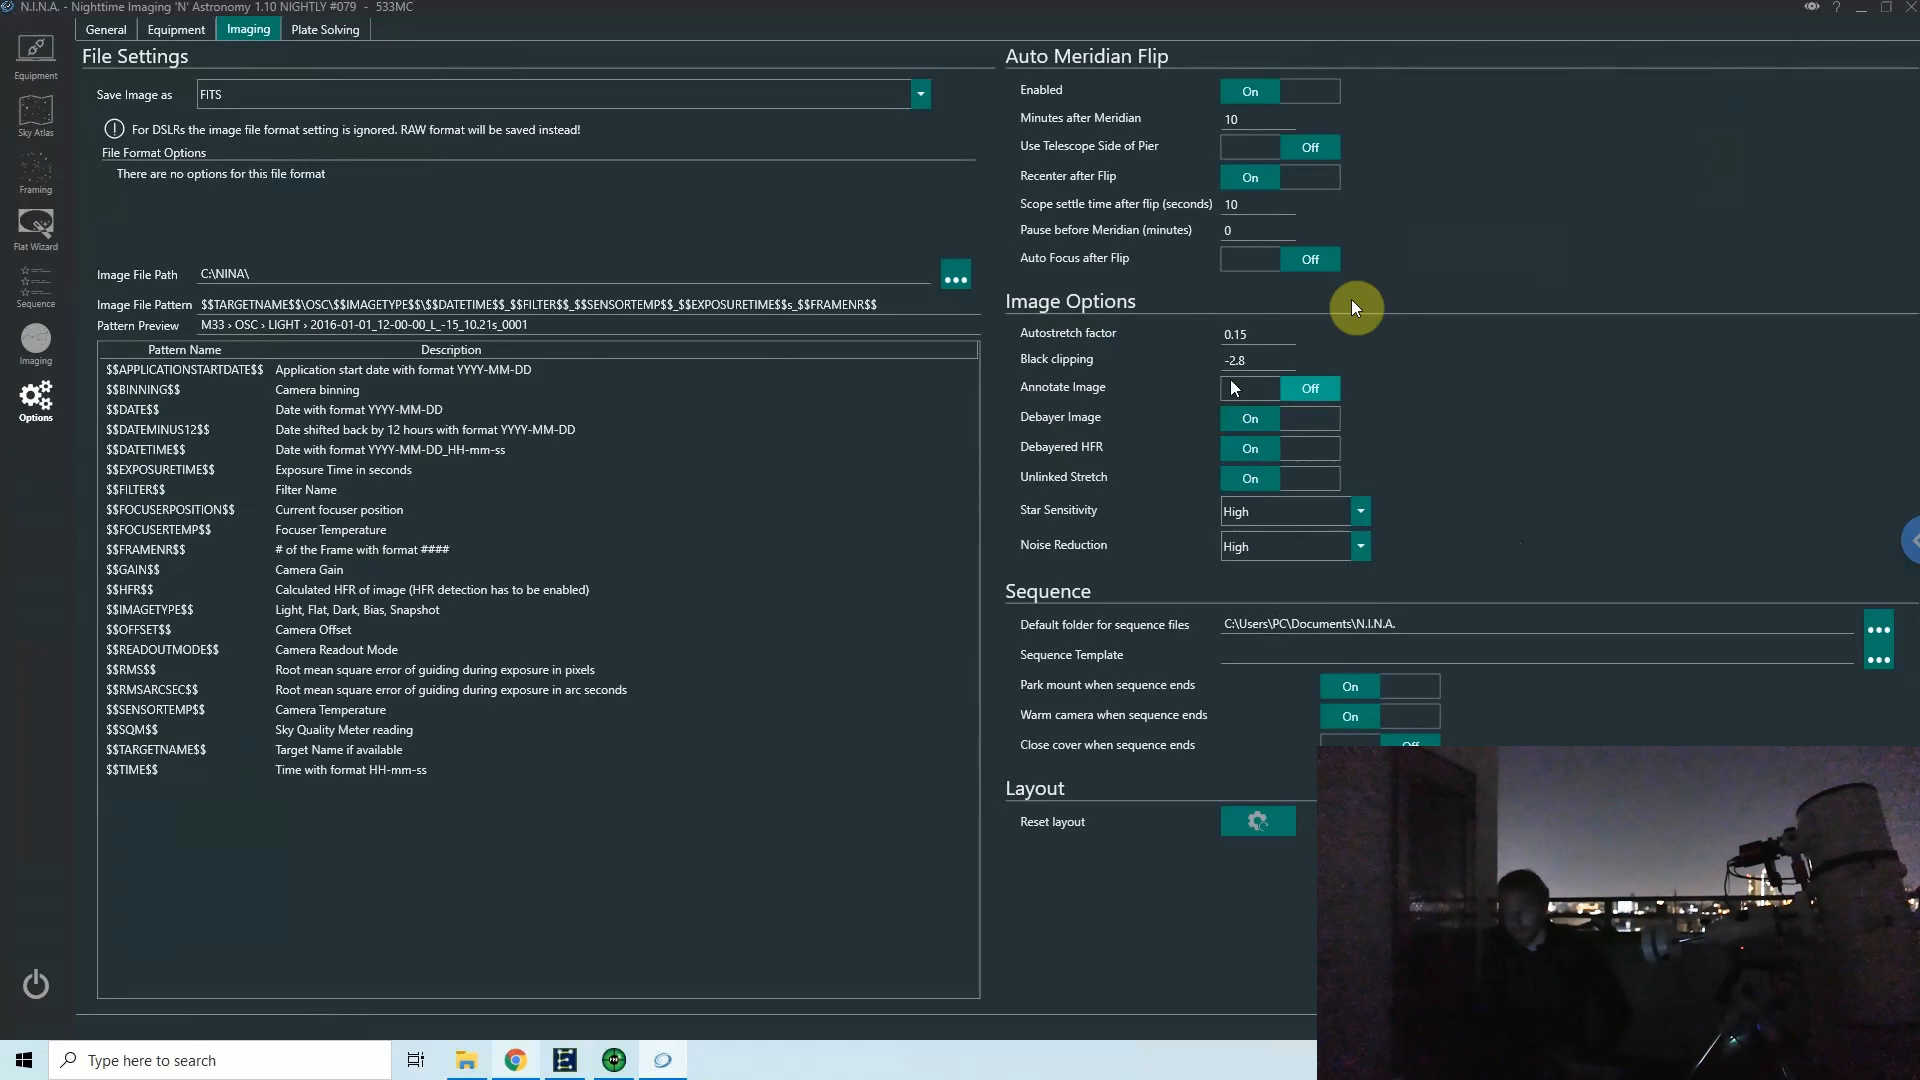 N.I.N.A. - Nighttime Imaging 'N' Astronomy 1.10 NIGHTLY #079 - 533MC
General Equipment Imaging Plate Solving
Equipment
Sky Atlas
Framing
Flat Wizard
Sequence
Imaging
Options
File Settings
Save Image as FITS
For DSLRs the image file format setting is ignored. RAW format will be saved instead!
File Format Options
There are no options for this file format
Image File Path C:\NINA\
Image File Pattern $$TARGETNAME$$\OSC\$$IMAGETYPE$$\$$DATETIME$$_$$FILTER$$_$$SENSORTEMP$$_$$EXPOSURETIME$$s_$$FRAMENR$$
Pattern Preview M33 › OSC › LIGHT › 2016-01-01_12-00-00_L_-15_10.21s_0001
Pattern Name Description
$$APPLICATIONSTARTDATE$$ Application start date with format YYYY-MM-DD
$$BINNING$$ Camera binning
$$DATE$$ Date with format YYYY-MM-DD
$$DATEMINUS12$$ Date shifted back by 12 hours with format YYYY-MM-DD
$$DATETIME$$ Date with format YYYY-MM-DD_HH-mm-ss
$$EXPOSURETIME$$ Exposure Time in seconds
$$FILTER$$ Filter Name
$$FOCUSERPOSITION$$ Current focuser position
$$FOCUSERTEMP$$ Focuser Temperature
$$FRAMENR$$ # of the Frame with format ####
$$GAIN$$ Camera Gain
$$HFR$$ Calculated HFR of image (HFR detection has to be enabled)
$$IMAGETYPE$$ Light, Flat, Dark, Bias, Snapshot
$$OFFSET$$ Camera Offset
$$READOUTMODE$$ Camera Readout Mode
$$RMS$$ Root mean square error of guiding during exposure in pixels
$$RMSARCSEC$$ Root mean square error of guiding during exposure in arc seconds
$$SENSORTEMP$$ Camera Temperature
$$SQM$$ Sky Quality Meter reading
$$TARGETNAME$$ Target Name if available
$$TIME$$ Time with format HH-mm-ss
Auto Meridian Flip
Enabled On
Minutes after Meridian 10
Use Telescope Side of Pier Off
Recenter after Flip On
Scope settle time after flip (seconds) 10
Pause before Meridian (minutes) 0
Auto Focus after Flip Off
Image Options
Autostretch factor 0.15
Black clipping -2.8
Annotate Image Off
Debayer Image On
Debayered HFR On
Unlinked Stretch On
Star Sensitivity High
Noise Reduction High
Sequence
Default folder for sequence files C:\Users\PC\Documents\N.I.N.A.
Sequence Template
Park mount when sequence ends On
Warm camera when sequence ends On
Close cover when sequence ends Off
Layout
Reset layout
Type here to search